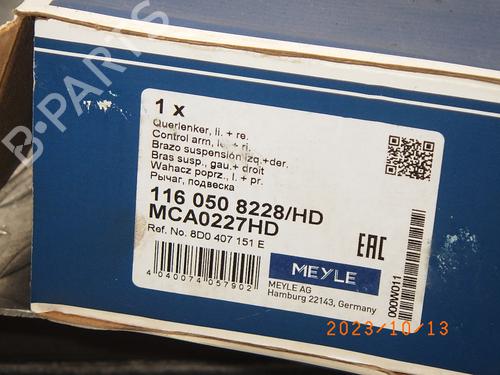 B-PARTS
1 x
Querlenker, li. + re.
Control arm, le. + ri.
Brazo suspensión izq.+der.
Bras susp., gau.+ droit
Wahacz poprz., l. + pr.
Рычаг, подвеска
116 050 8228/HD
MCA0227HD
Ref. No. 8D0 407 151 E
4 040074 057902
MEYLE
MEYLE AG
Hamburg 22143, Germany
EAC
000W011
2023/10/13